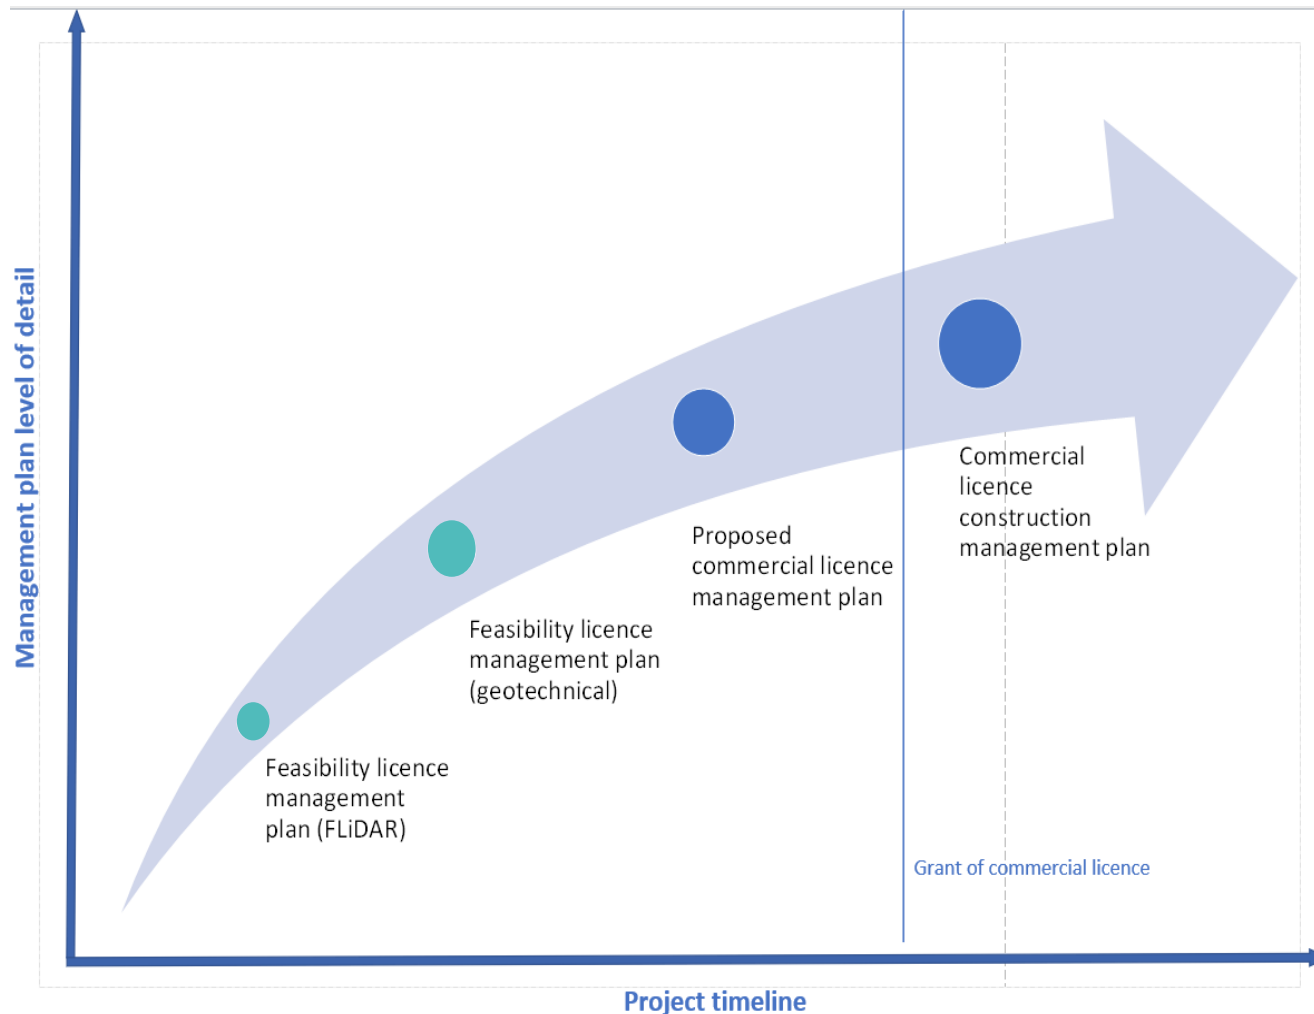 Management plan level of detail
Commercial
licence
construction
management plan
Proposed
commercial licence
management plan
Feasibility licence
management plan
(geotechnical)
Feasibility licence
management
plan (FLiDAR)
Grant of commercial licence
Project timeline